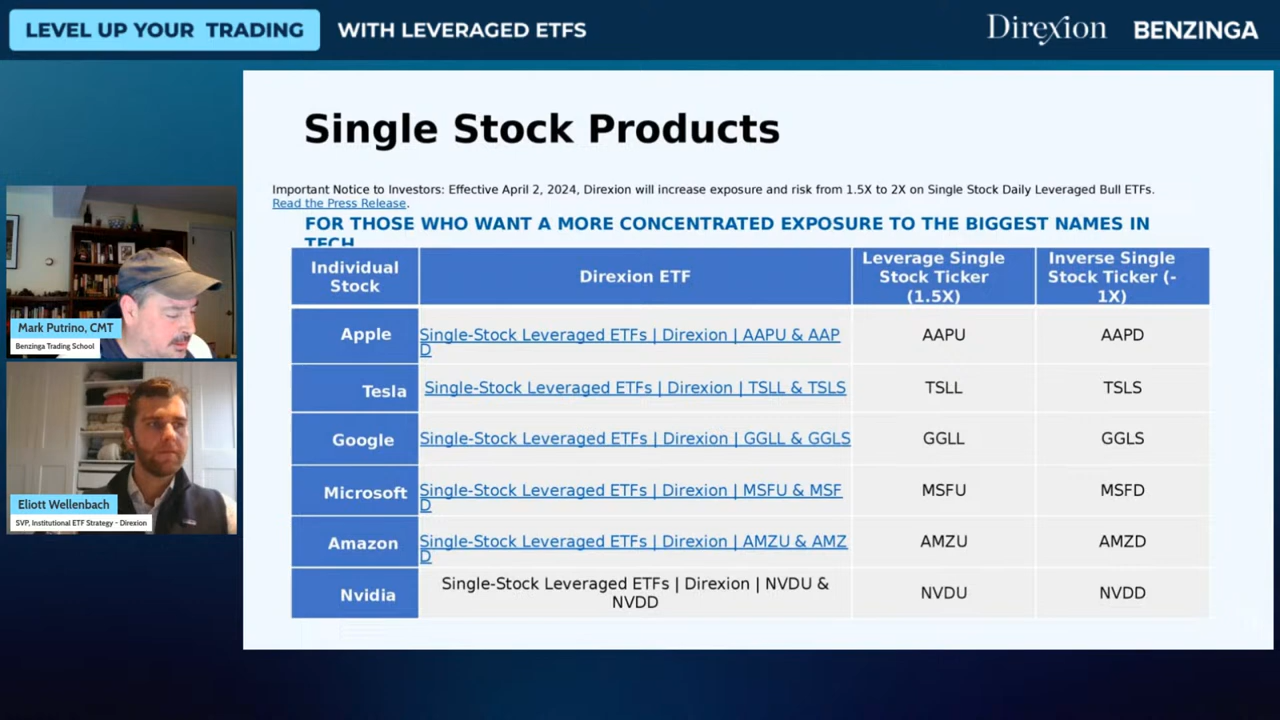 LEVEL UP YOUR TRADING WITH LEVERAGED ETFS
Direxion BENZINGA
Single Stock Products
Important Notice to Investors: Effective April 2, 2024, Direxion will increase exposure and risk from 1.5X to 2X on Single Stock Daily Leveraged Bull ETFs.
Read the Press Release.
FOR THOSE WHO WANT A MORE CONCENTRATED EXPOSURE TO THE BIGGEST NAMES IN
TECH
Individual
Stock
Direxion ETF
Leverage Single
Stock Ticker
(1.5X)
Inverse Single
Stock Ticker (-
1X)
Apple
Single-Stock Leveraged ETFs | Direxion | AAPU & AAP
D
AAPU
AAPD
Tesla
Single-Stock Leveraged ETFs | Direxion | TSLL & TSLS
TSLL
TSLS
Google
Single-Stock Leveraged ETFs | Direxion | GGLL & GGLS
GGLL
GGLS
Microsoft
Single-Stock Leveraged ETFs | Direxion | MSFU & MSF
D
MSFU
MSFD
Amazon
Single-Stock Leveraged ETFs | Direxion | AMZU & AMZ
D
AMZU
AMZD
Nvidia
Single-Stock Leveraged ETFs | Direxion | NVDU &
NVDD
NVDU
NVDD
Mark Putrino, CMT
Benzinga Trading School
Eliott Wellenbach
SVP, Institutional ETF Strategy - Direxion